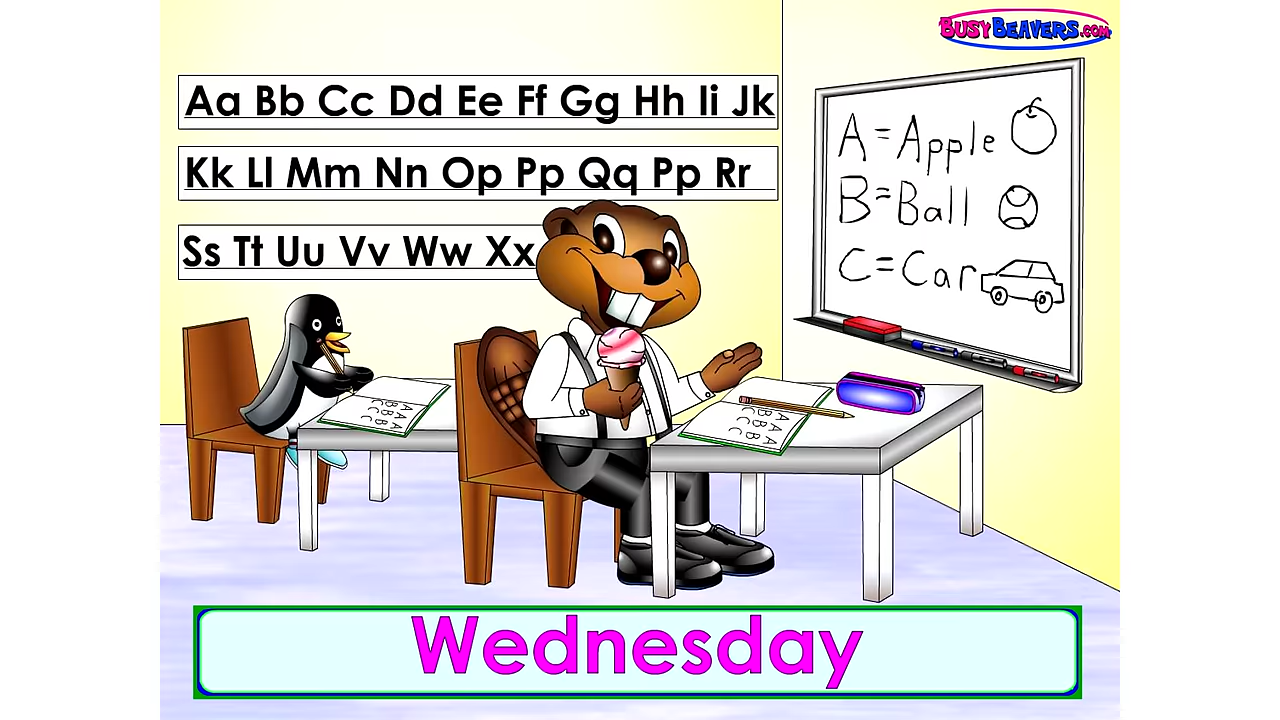 BUSYBEAVERS.COM
Aa Bb Cc Dd Ee Ff Gg Hh Ii Jk
Kk Ll Mm Nn Op Pp Qq Pp Rr
Ss Tt Uu Vv Ww Xx
A=Apple
B=Ball
C=Car
A A
B B
C C
A A
B B
C C
Wednesday